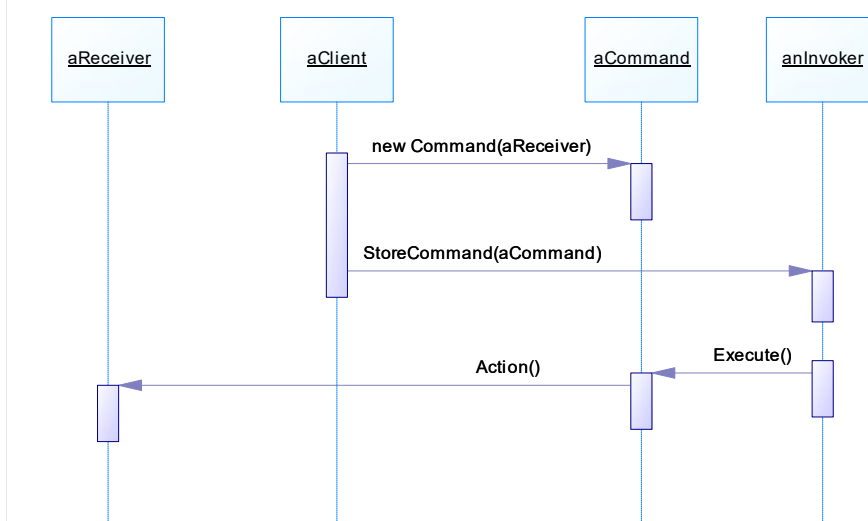 aReceiver
aClient
aCommand
anInvoker
new Command(aReceiver)
StoreCommand(aCommand)
Execute()
Action()